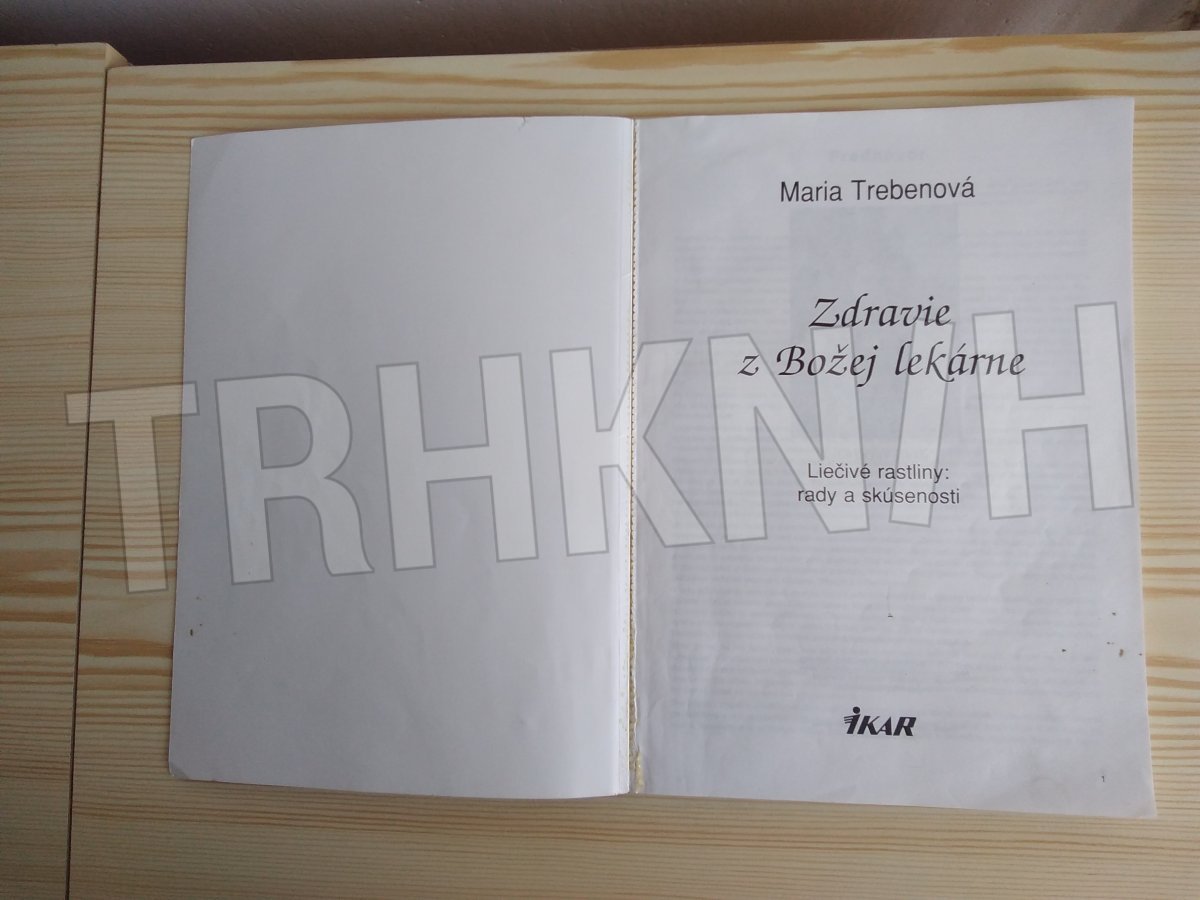 Maria Trebenová
Zdravie
z Božej lekárne
Liečivé rastliny:
rady a skúsenosti
IKAR
TRHKNIH